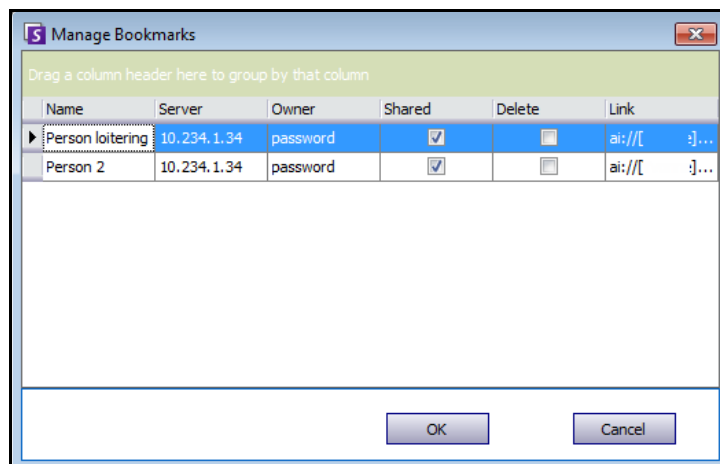 S Manage Bookmarks
Drag a column header here to group by that column
Name Server Owner Shared Delete Link
Person loitering 10.234.1.34 password ai://[ :]...
Person 2 10.234.1.34 password ai://[ :]...
OK Cancel